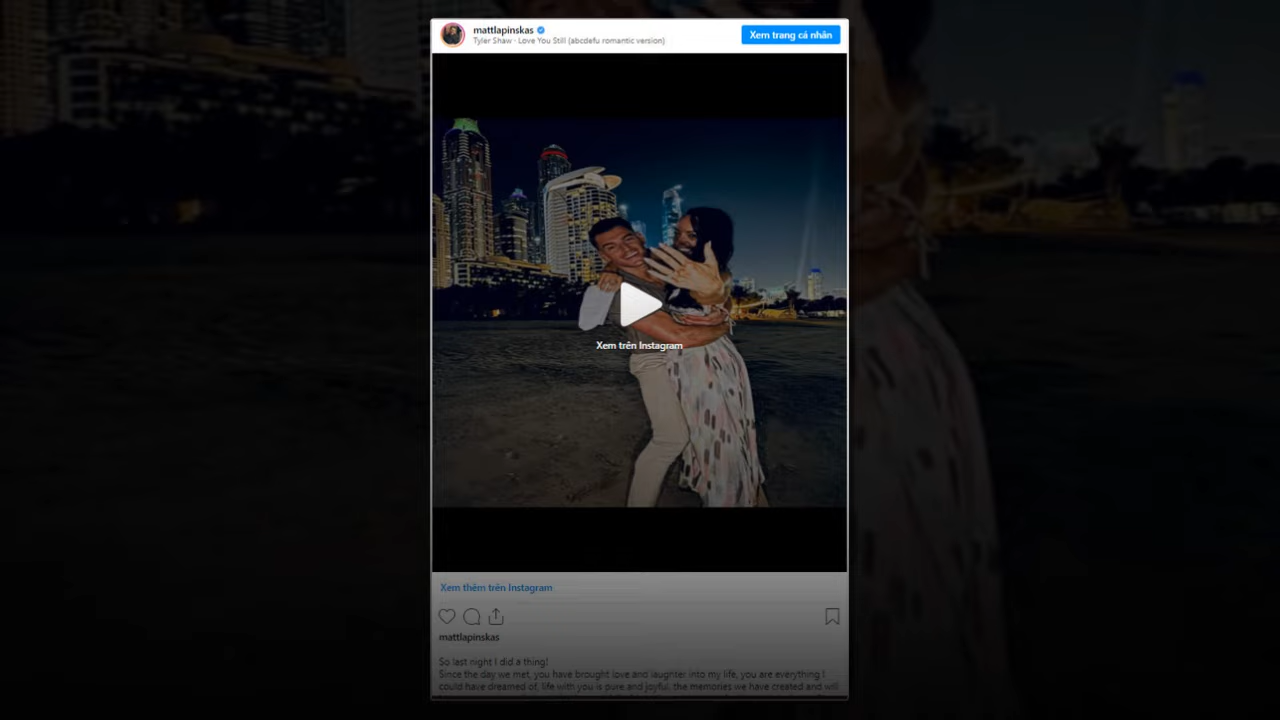 mattlapinskas
Tyler Shaw · Love You Still (abcdefu romantic version)
Xem trang cá nhân
Xem trên Instagram
Xem thêm trên Instagram
mattlapinskas
So last night I did a thing!
Since the day we met, you have brought love and laughter into my life, you are everything I
could have dreamed of, life with you is pure and joyful, the memories we have created and will